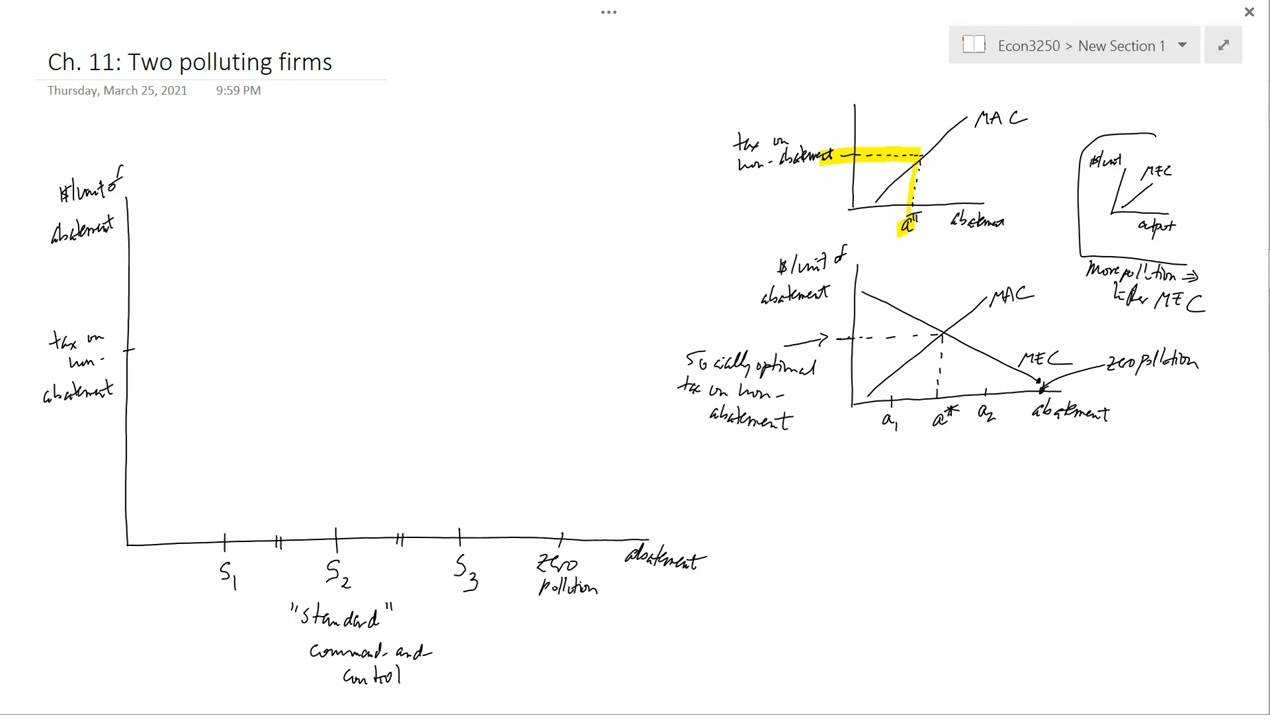 Econ3250 > New Section 1
Ch. 11: Two polluting firms
Thursday, March 25, 2021 9:59 PM
$/unit of
abatement
tax on
non-
abatement
S1
S2
S3
zero
pollution
abatement
"standard"
command-and-
control
MAC
tax on
non-abatement
a*
abatement
$/unit
MEC
output
More pollution ⇒
higher MEC
$/unit of
abatement
MAC
Socially optimal
tax on non-
abatement
MEC
zero pollution
a1
a*
a2
abatement